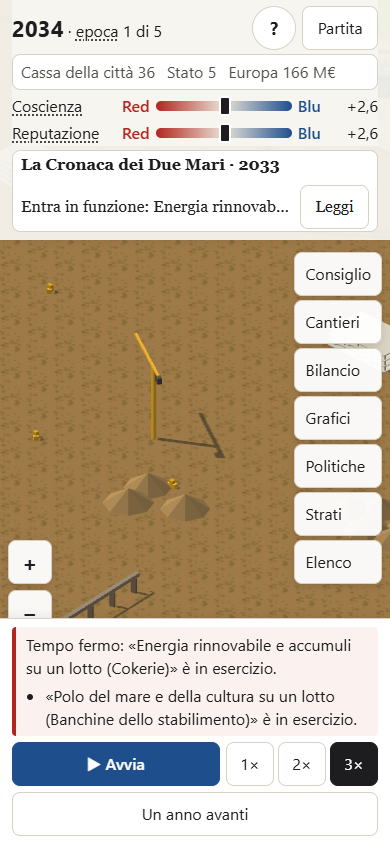 2034 · epoca 1 di 5
?
Partita
Cassa della città 36 Stato 5 Europa 166 M€
Coscienza Red Blu +2,6
Reputazione Red Blu +2,6
La Cronaca dei Due Mari · 2033
Entra in funzione: Energia rinnovab...
Leggi
Consiglio
Cantieri
Bilancio
Grafici
Politiche
Strati
Elenco
+
−
Tempo fermo: «Energia rinnovabile e accumuli
su un lotto (Cokerie)» è in esercizio.
• «Polo del mare e della cultura su un lotto
(Banchine dello stabilimento)» è in esercizio.
▶ Avvia
1×
2×
3×
Un anno avanti